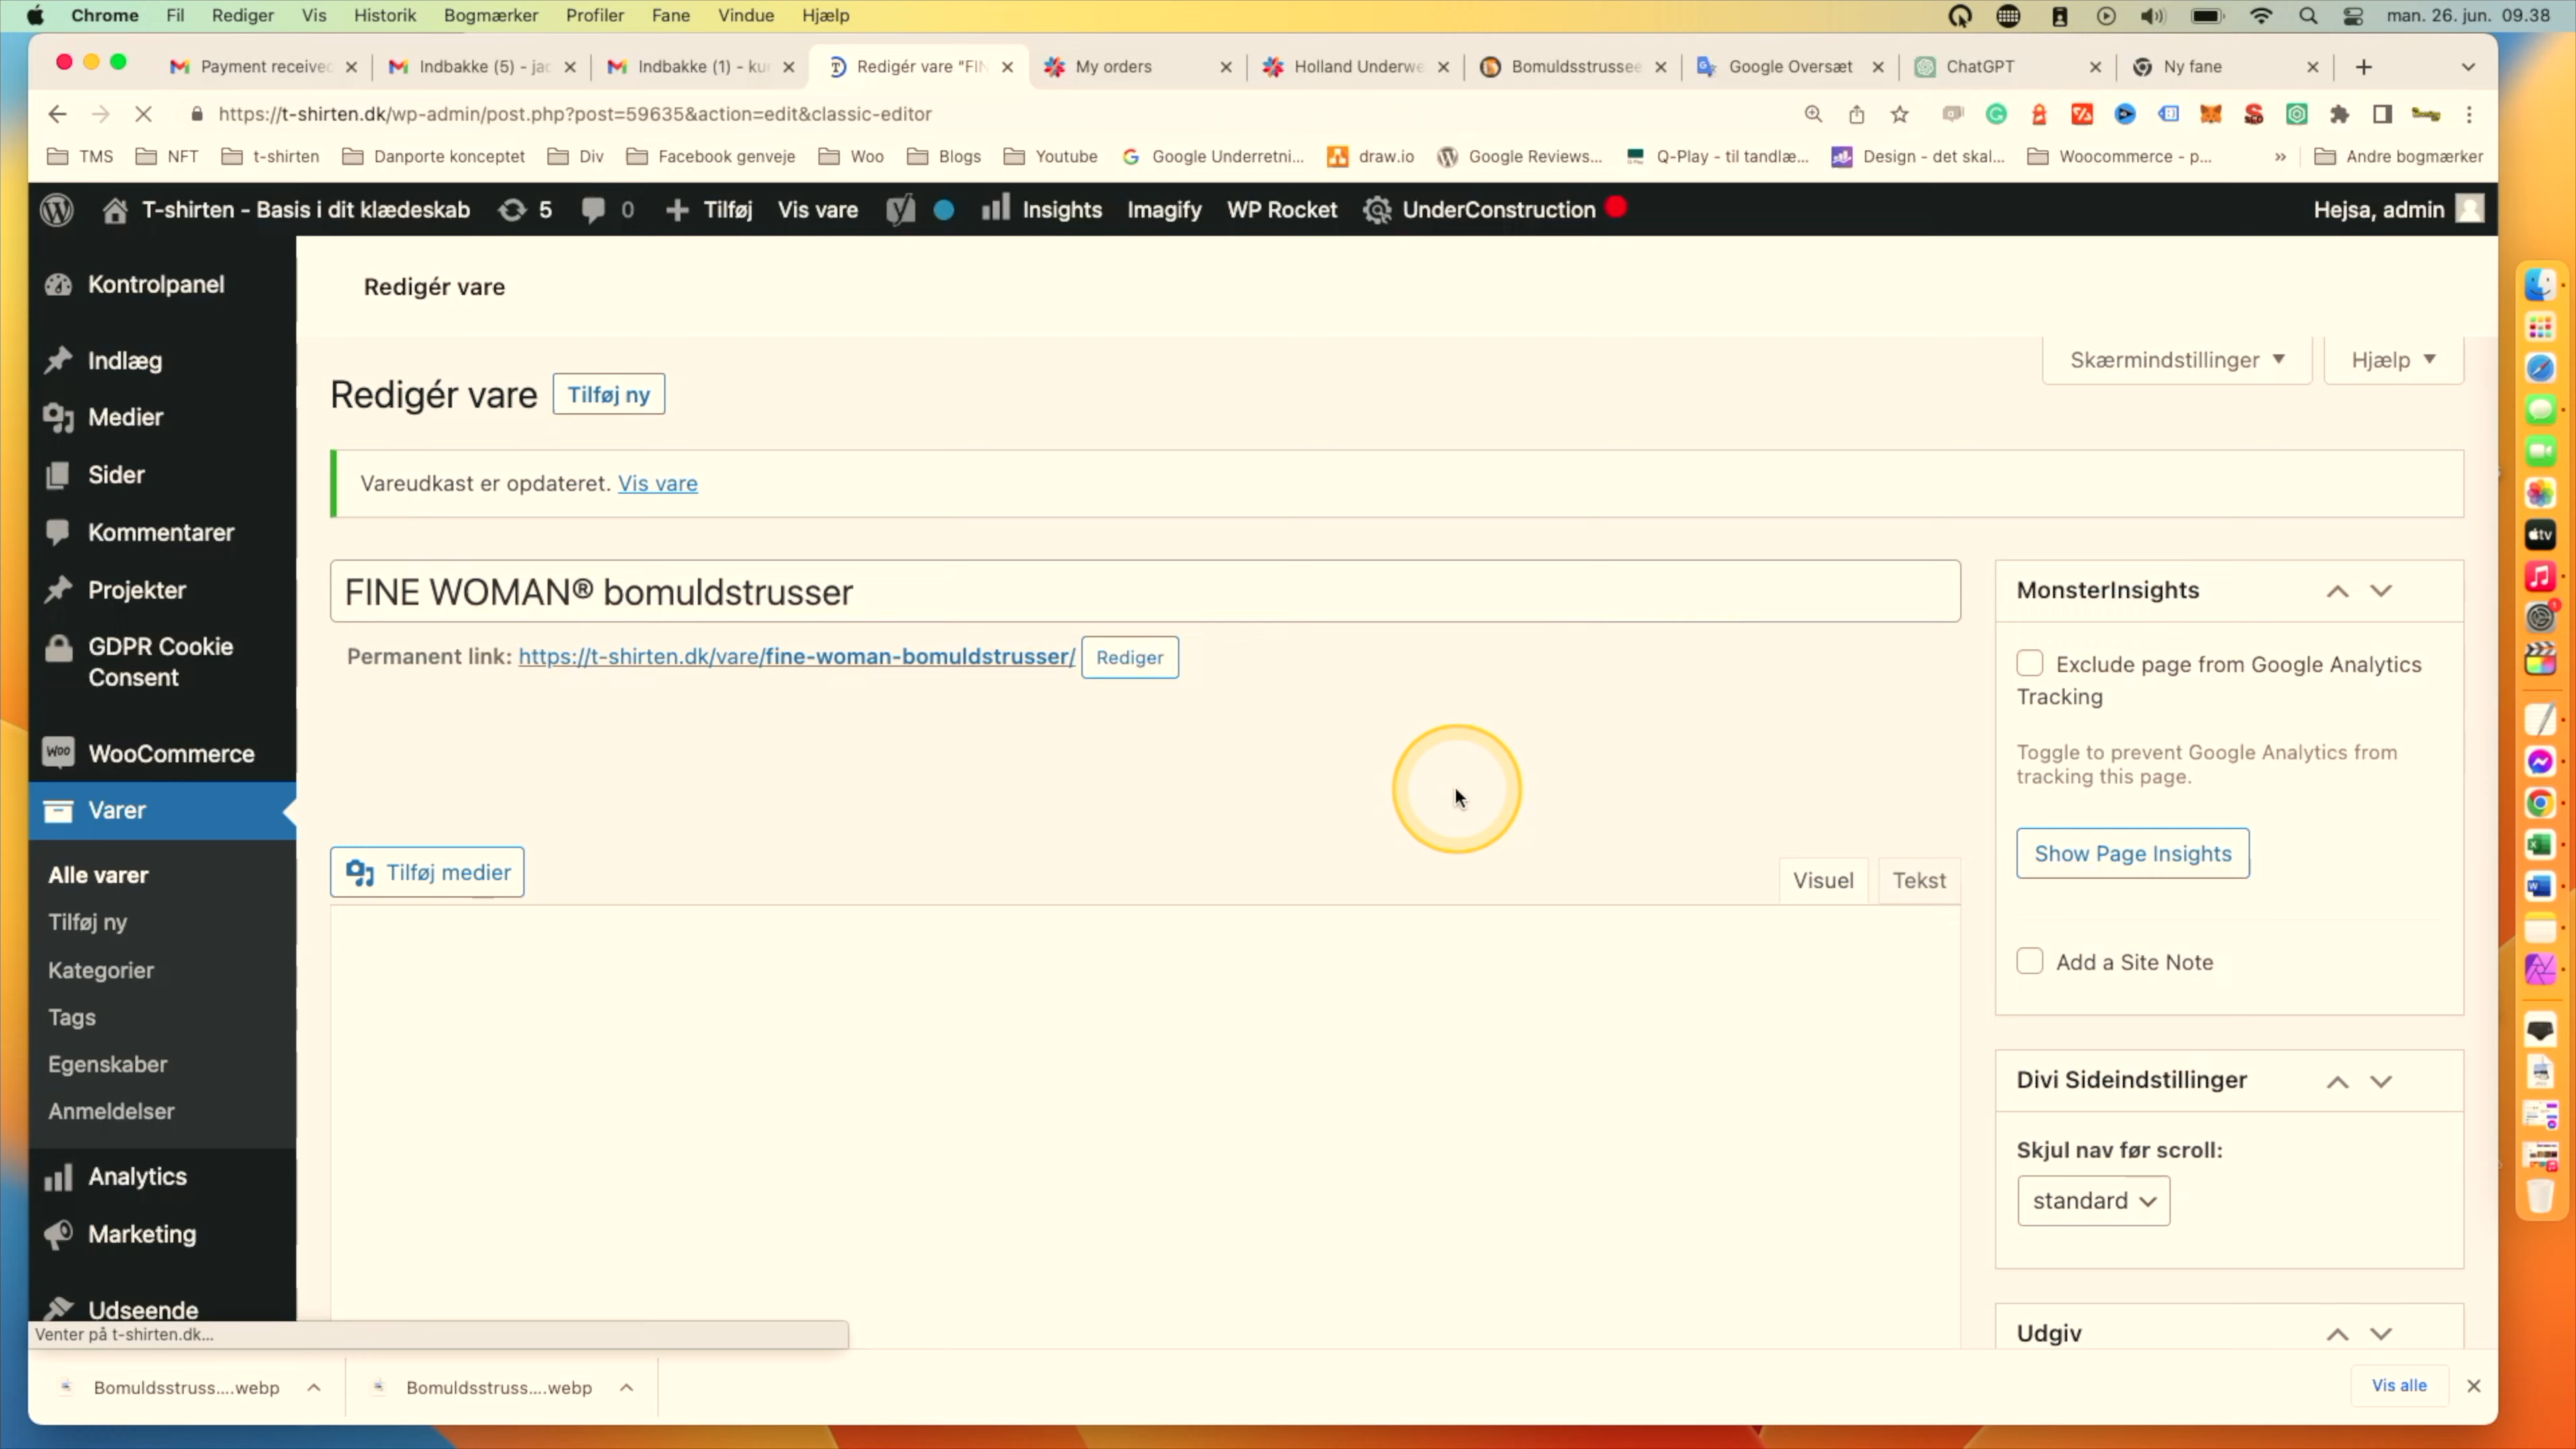 Chrome Fil Rediger Vis Historik Bogmærker Profiler Fane Vindue Hjælp man. 26. jun. 09.38
Payment received Indbakke (5) - jac Indbakke (1) - kun Redigér vare "FIN My orders Holland Underwe Bomuldsstrussee Google Oversæt ChatGPT Ny fane
https://t-shirten.dk/wp-admin/post.php?post=59635&action=edit&classic-editor
TMS NFT t-shirten Danporte konceptet Div Facebook genveje Woo Blogs Youtube Google Underretni... draw.io Google Reviews... Q-Play - til tandlæ... Design - det skal... Woocommerce - p... » Andre bogmærker
T-shirten - Basis i dit klædeskab 5 0 Tilføj Vis vare Insights Imagify WP Rocket UnderConstruction Hejsa, admin
Kontrolpanel
Indlæg
Medier
Sider
Kommentarer
Projekter
GDPR Cookie
Consent
WooCommerce
Varer
Alle varer
Tilføj ny
Kategorier
Tags
Egenskaber
Anmeldelser
Analytics
Marketing
Udseende
Redigér vare
Skærmindstillinger Hjælp
Redigér vare Tilføj ny
Vareudkast er opdateret. Vis vare
FINE WOMAN® bomuldstrusser
Permanent link: https://t-shirten.dk/vare/fine-woman-bomuldstrusser/ Rediger
Tilføj medier Visuel Tekst
MonsterInsights
Exclude page from Google Analytics
Tracking
Toggle to prevent Google Analytics from
tracking this page.
Show Page Insights
Add a Site Note
Divi Sideindstillinger
Skjul nav før scroll:
standard
Udgiv
Venter på t-shirten.dk...
Bomuldsstruss....webp Bomuldsstruss....webp Vis alle